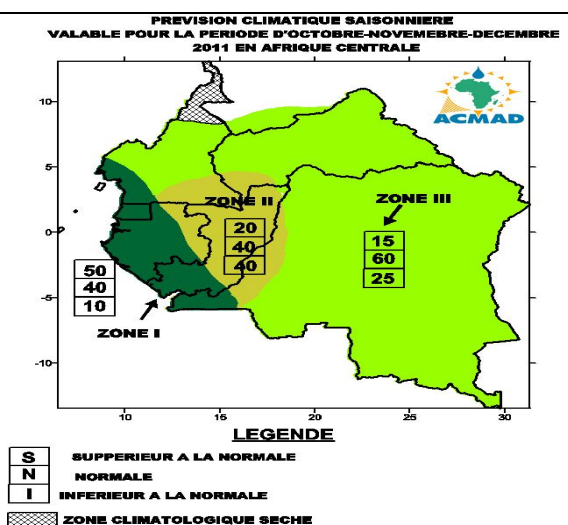 PREVISION CLIMATIQUE SAISONNIERE
VALABLE POUR LA PERIODE D'OCTOBRE-NOVEMEBRE-DECEMBRE
2011 EN AFRIQUE CENTRALE
ACMAD
10
5
0
-5
-10
ZONE II
20
40
40
ZONE III
15
60
25
50
40
10
ZONE I
10 15 20 25 30
LEGENDE
S SUPPERIEUR A LA NORMALE
N NORMALE
I INFERIEUR A LA NORMALE
ZONE CLIMATOLOGIQUE SECHE